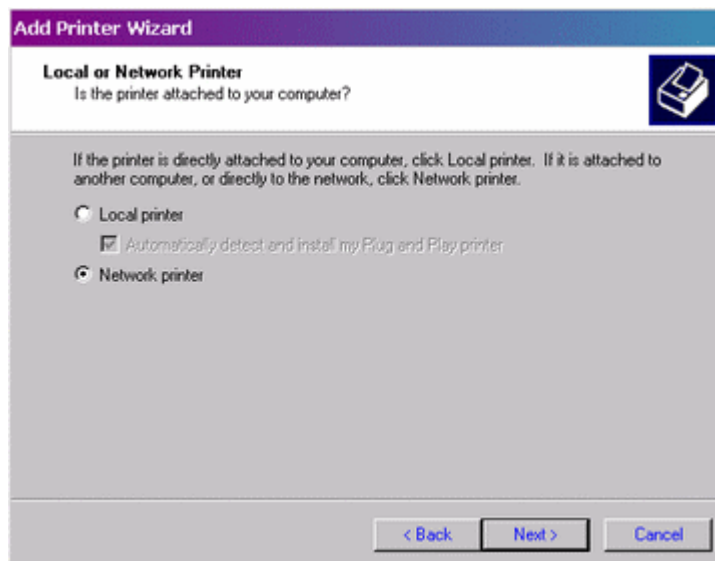 Add Printer Wizard
Local or Network Printer
Is the printer attached to your computer?
If the printer is directly attached to your computer, click Local printer. If it is attached to
another computer, or directly to the network, click Network printer.
Local printer
Automatically detect and install my Plug and Play printer
Network printer
< Back Next > Cancel